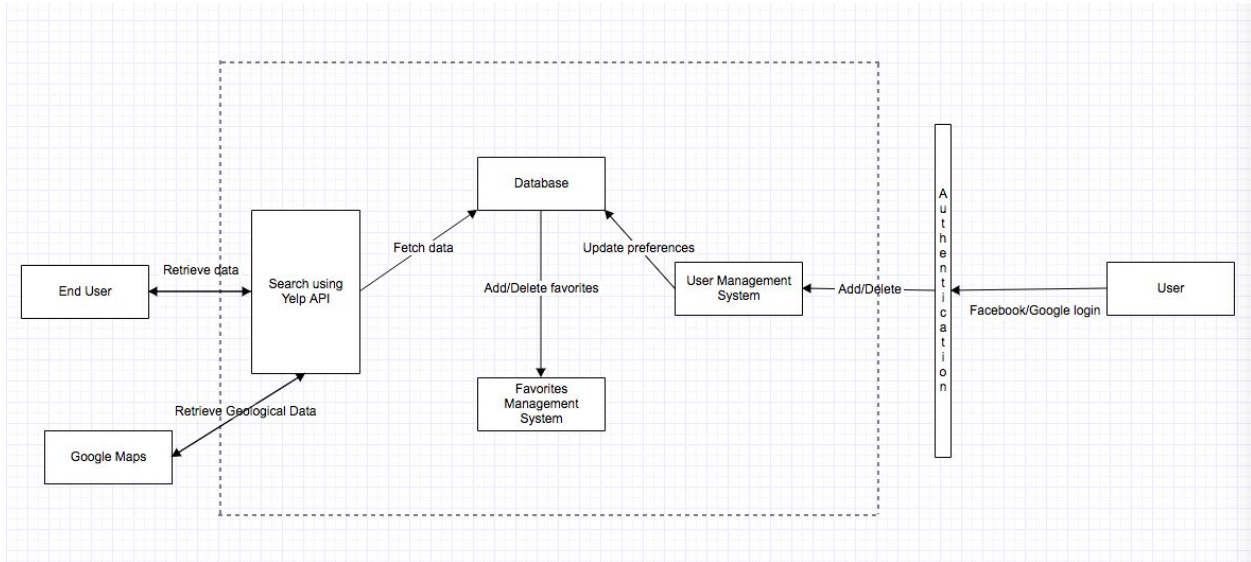 Database
Fetch data
Update preferences
Retrieve data
End User
Search using
Yelp API
Add/Delete favorites
User Management
System
Add/Delete
Authentication
User
Facebook/Google login
Retrieve Geological Data
Google Maps
Favorites
Management
System